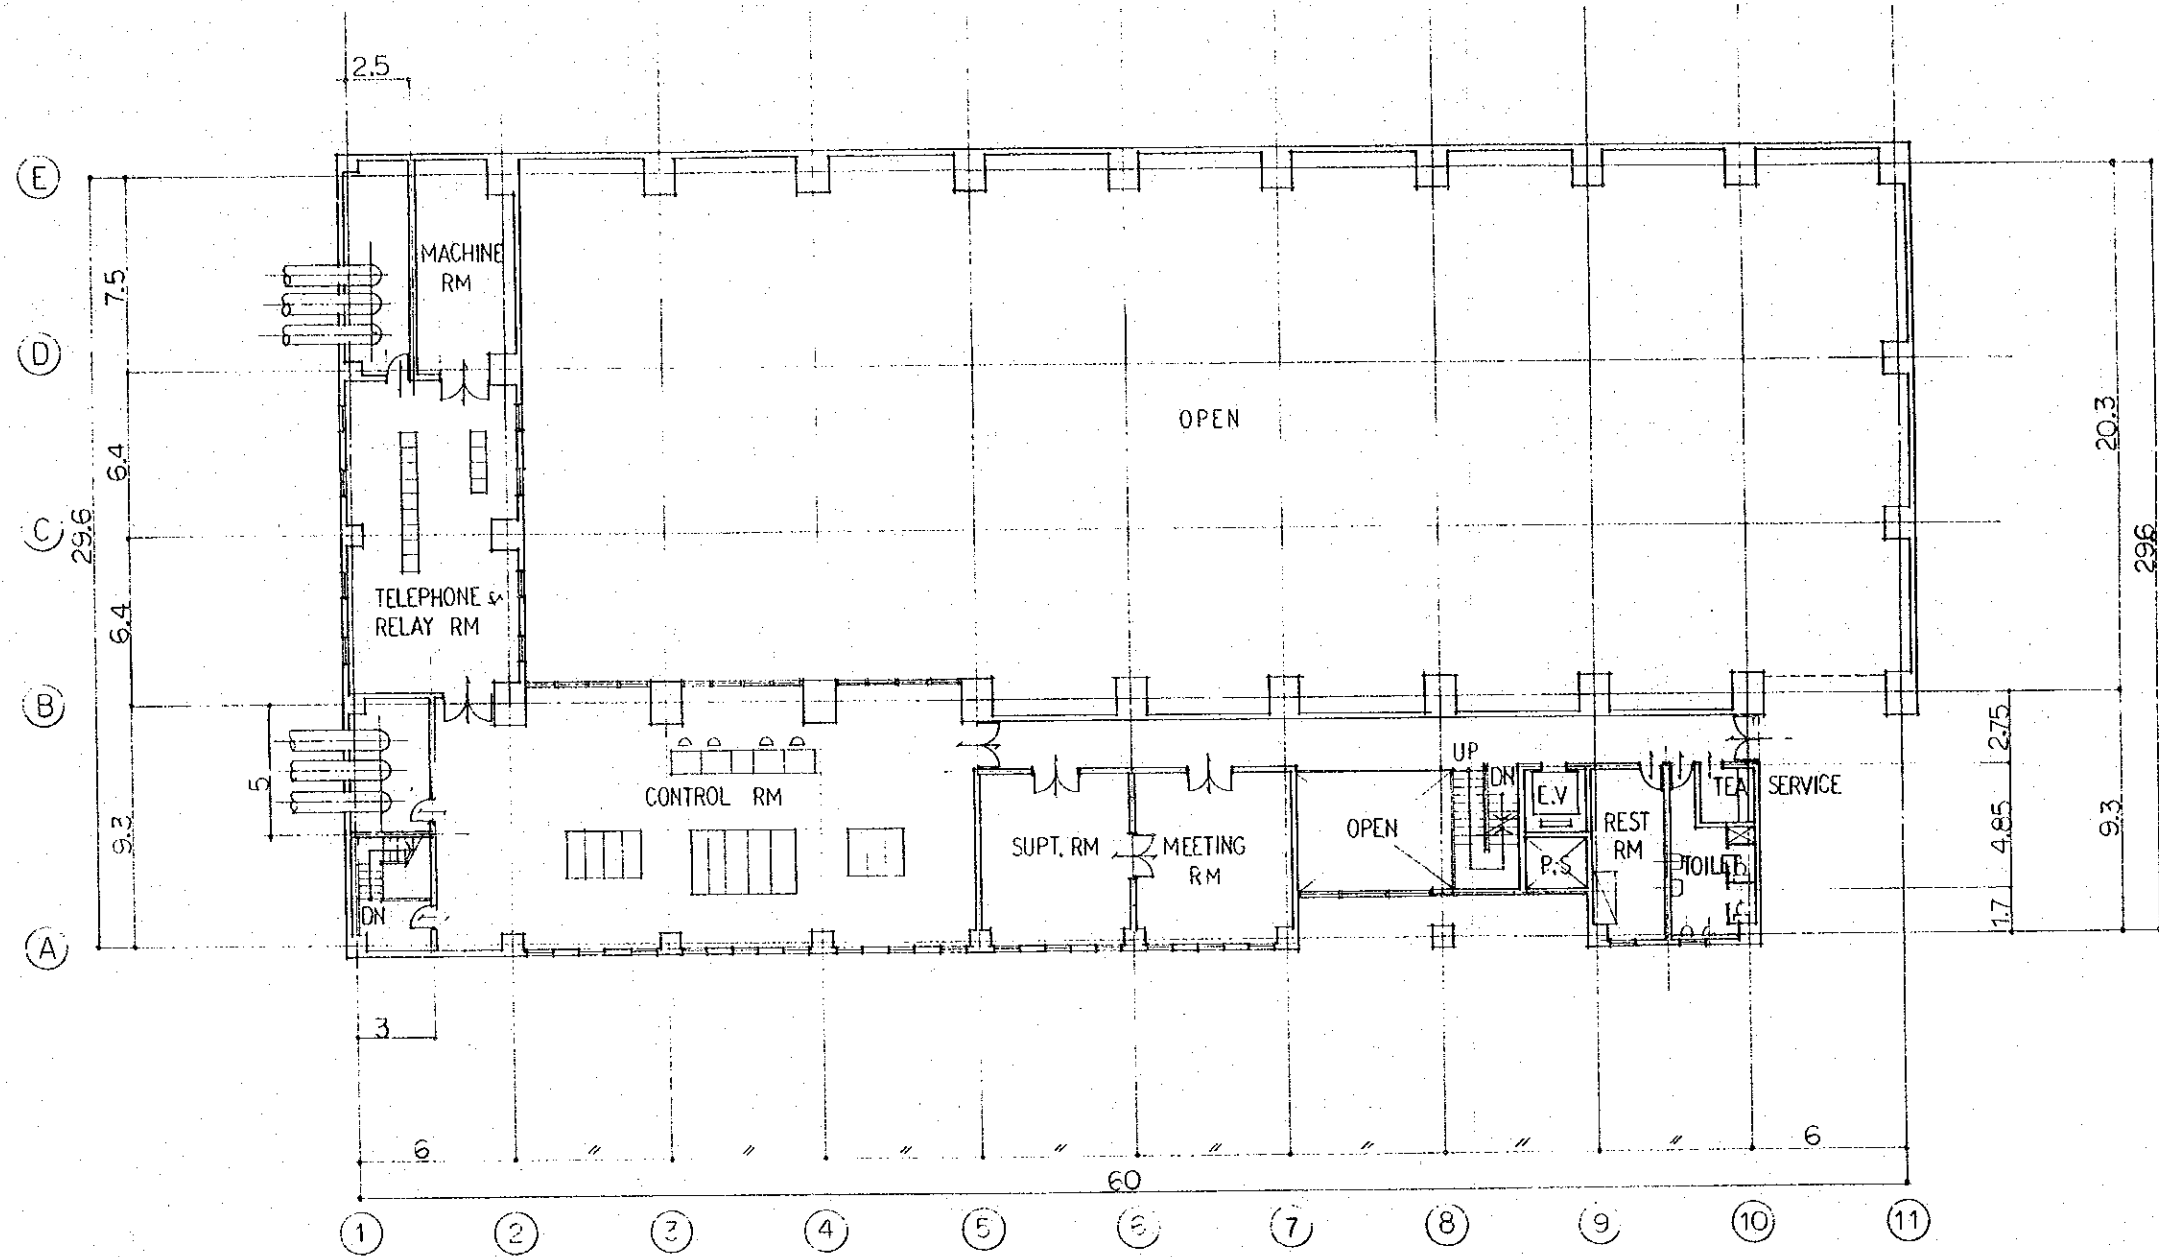 2.5
E
MACHINE
RM
7.5
D
OPEN
20.3
6.4
C
29.6
296
TELEPHONE &
RELAY RM
6.4
B
2.75
UP
DN
5
CONTROL RM
E.V
TEA
SERVICE
9.3
SUPT. RM
MEETING
RM
OPEN
REST
RM
4.85
9.3
P.S
TOILET
DN
1.7
A
3
6
〃
〃
〃
〃
〃
〃
〃
〃
6
60
1
2
3
4
5
6
7
8
9
10
11